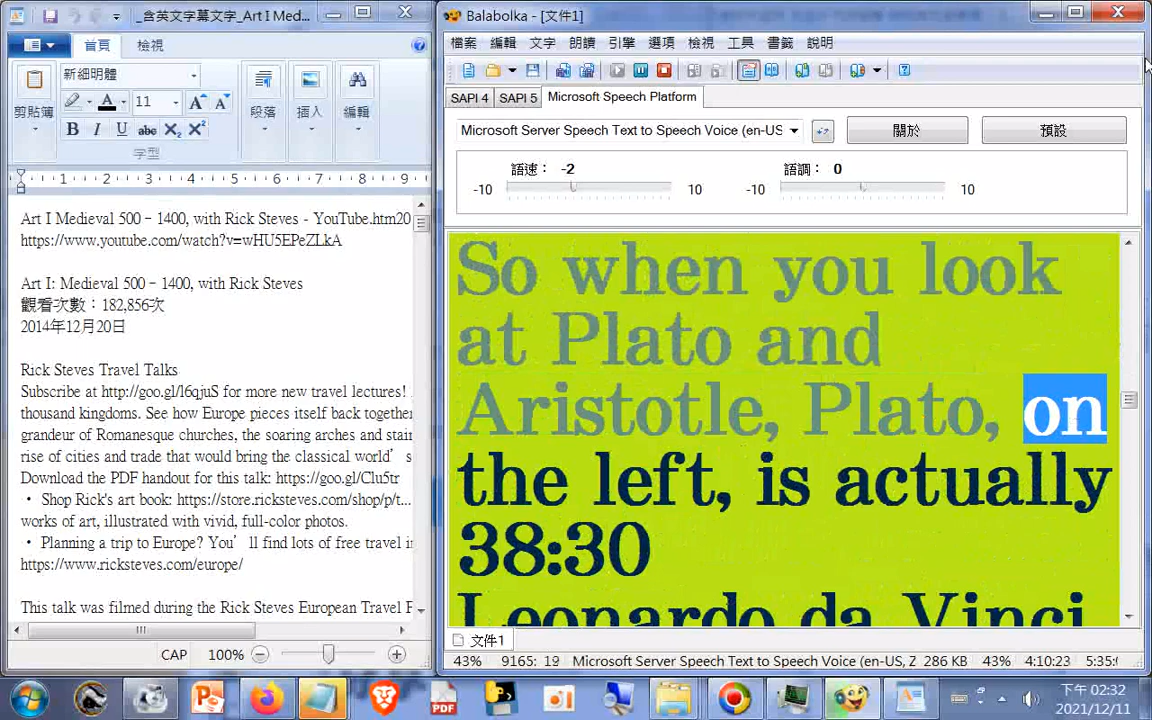 _含英文字幕文字_Art I Med...
首頁
檢視
剪貼簿
新細明體
11
B I U abc X₂ X²
字型
段落
插入
編輯
1 2 3 4 5 6 7 8 9
Art I Medieval 500－1400, with Rick Steves - YouTube.htm20
https://www.youtube.com/watch?v=wHU5EPeZLkA
Art I: Medieval 500－1400, with Rick Steves
觀看次數：182,856次
2014年12月20日
Rick Steves Travel Talks
Subscribe at http://goo.gl/l6qjuS for more new travel lectures!
thousand kingdoms. See how Europe pieces itself back together
grandeur of Romanesque churches, the soaring arches and stair
rise of cities and trade that would bring the classical world’s
Download the PDF handout for this talk: https://goo.gl/Clu5tr
• Shop Rick's art book: https://store.ricksteves.com/shop/p/t...
works of art, illustrated with vivid, full-color photos.
• Planning a trip to Europe? You’ll find lots of free travel i
https://www.ricksteves.com/europe/
This talk was filmed during the Rick Steves European Travel F
CAP 100%
Balabolka - [文件1]
檔案 編輯 文字 朗讀 引擎 選項 檢視 工具 書籤 說明
SAPI 4 SAPI 5 Microsoft Speech Platform
Microsoft Server Speech Text to Speech Voice (en-US
關於
預設
語速： -2
語調： 0
-10 10 -10 10
So when you look
at Plato and
Aristotle, Plato, on
the left, is actually
38:30
Leonardo da Vinci
文件1
43% 9165: 19 Microsoft Server Speech Text to Speech Voice (en-US, Z 286 KB 43% 4:10:23 5:35:
PDF
下午 02:32
2021/12/11